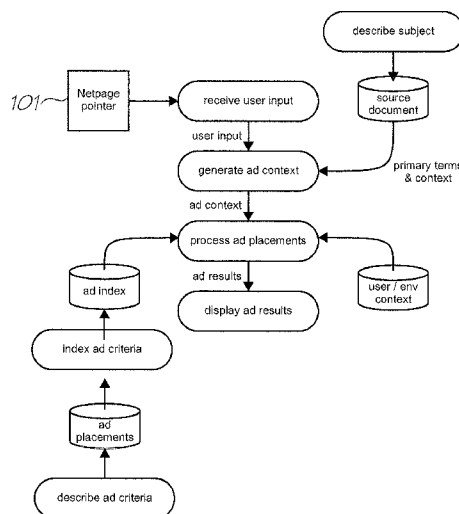 describe subject
101
Netpage
pointer
receive user input
source
document
user input
primary terms
& context
generate ad context
ad context
process ad placements
ad index
ad results
user / env
context
display ad results
index ad criteria
ad
placements
describe ad criteria